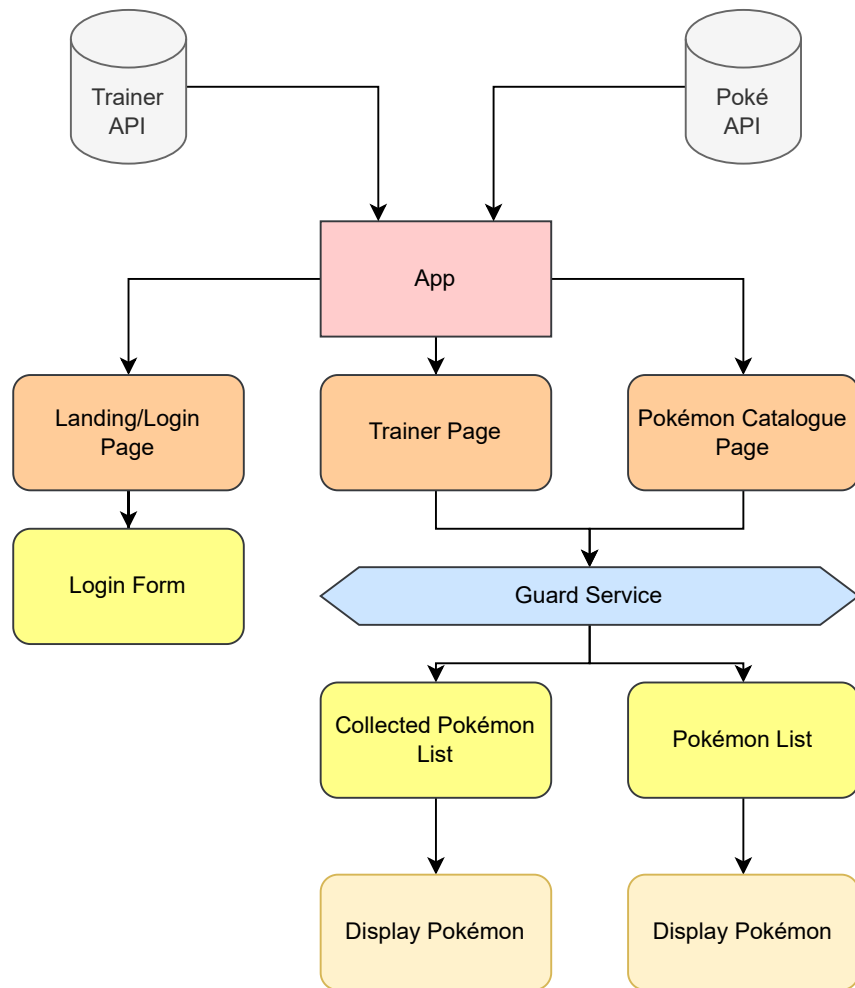 Trainer
API
Poké
API
App
Landing/Login
Page
Trainer Page
Pokémon Catalogue
Page
Login Form
Guard Service
Collected Pokémon
List
Pokémon List
Display Pokémon
Display Pokémon